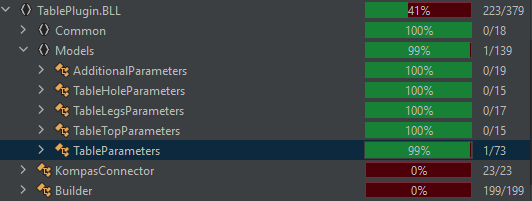 TablePlugin.BLL 41% 223/379
Common 100% 0/18
Models 99% 1/139
AdditionalParameters 100% 0/19
TableHoleParameters 100% 0/15
TableLegsParameters 100% 0/17
TableTopParameters 100% 0/15
TableParameters 99% 1/73
KompasConnector 0% 23/23
Builder 0% 199/199